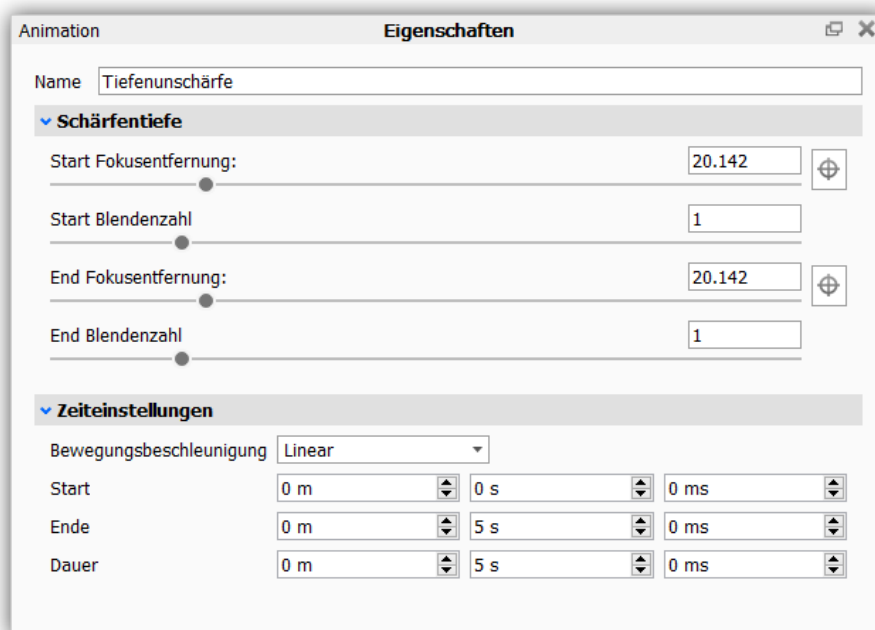 Animation Eigenschaften
Name Tiefenunschärfe
Schärfentiefe
Start Fokusentfernung: 20.142
Start Blendenzahl 1
End Fokusentfernung: 20.142
End Blendenzahl 1
Zeiteinstellungen
Bewegungsbeschleunigung Linear
Start 0 m 0 s 0 ms
Ende 0 m 5 s 0 ms
Dauer 0 m 5 s 0 ms